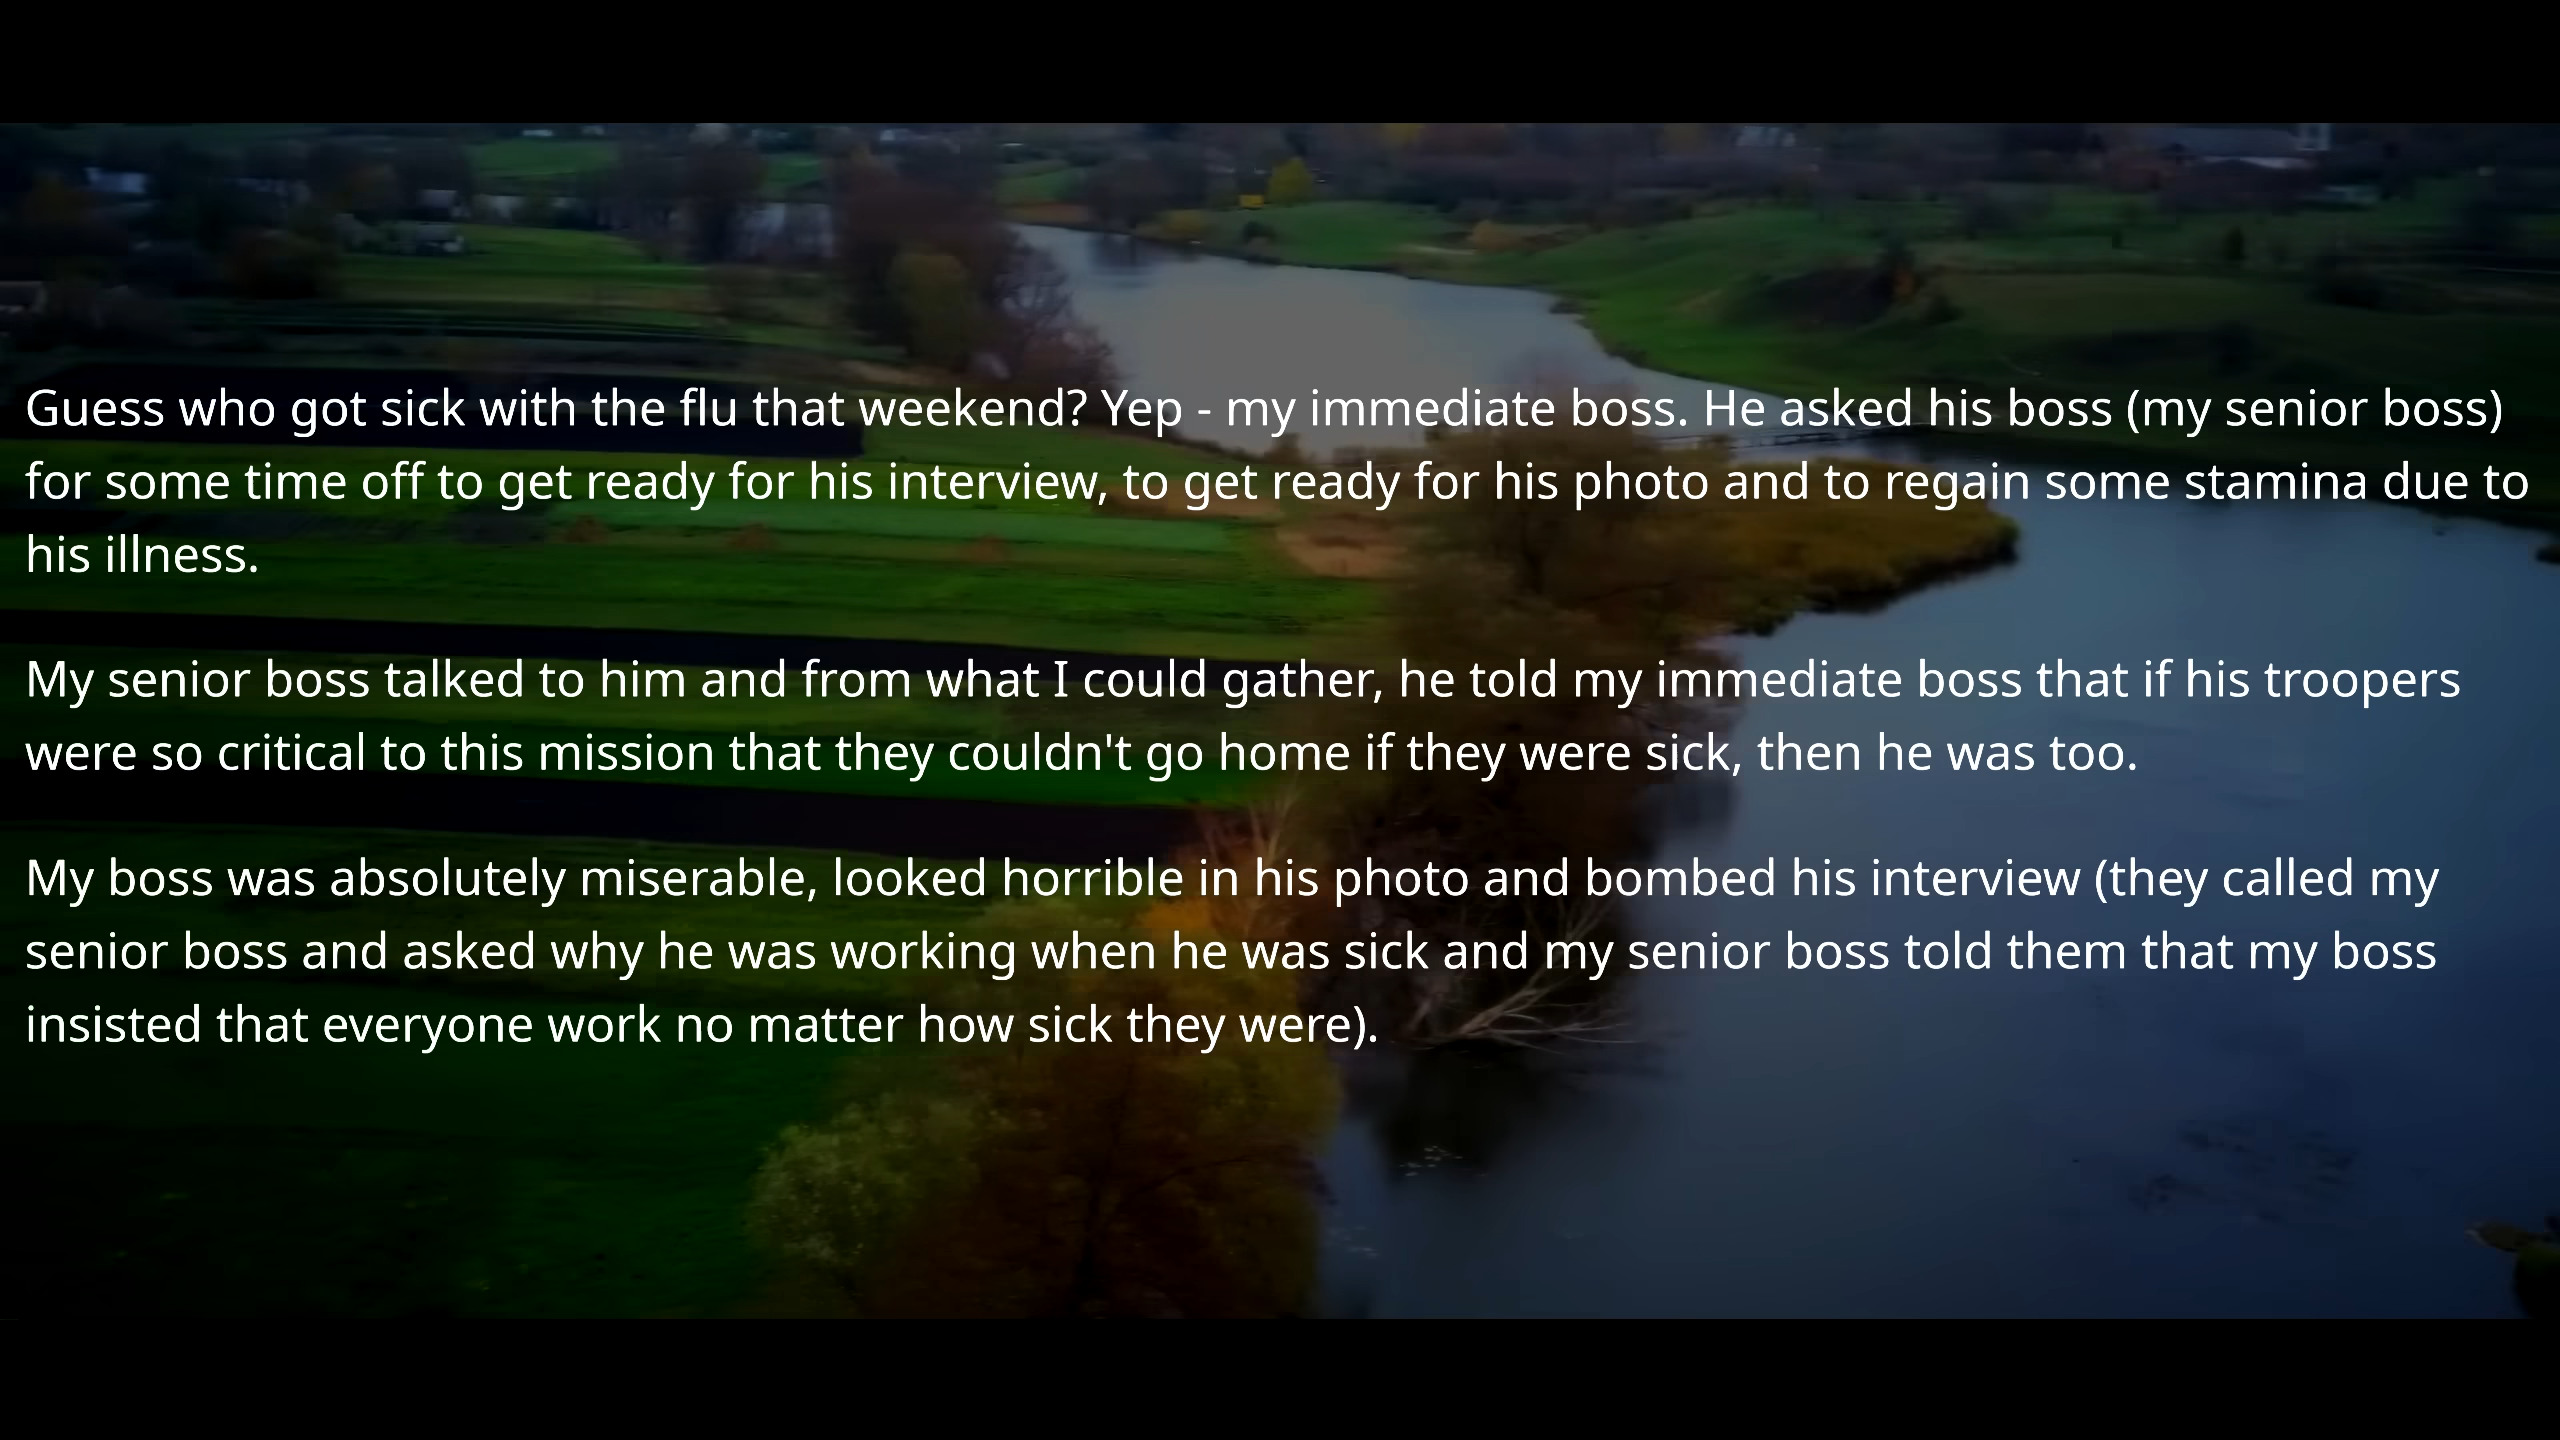 Guess who got sick with the flu that weekend? Yep - my immediate boss. He asked his boss (my senior boss)
for some time off to get ready for his interview, to get ready for his photo and to regain some stamina due to
his illness.
My senior boss talked to him and from what I could gather, he told my immediate boss that if his troopers
were so critical to this mission that they couldn't go home if they were sick, then he was too.
My boss was absolutely miserable, looked horrible in his photo and bombed his interview (they called my
senior boss and asked why he was working when he was sick and my senior boss told them that my boss
insisted that everyone work no matter how sick they were).